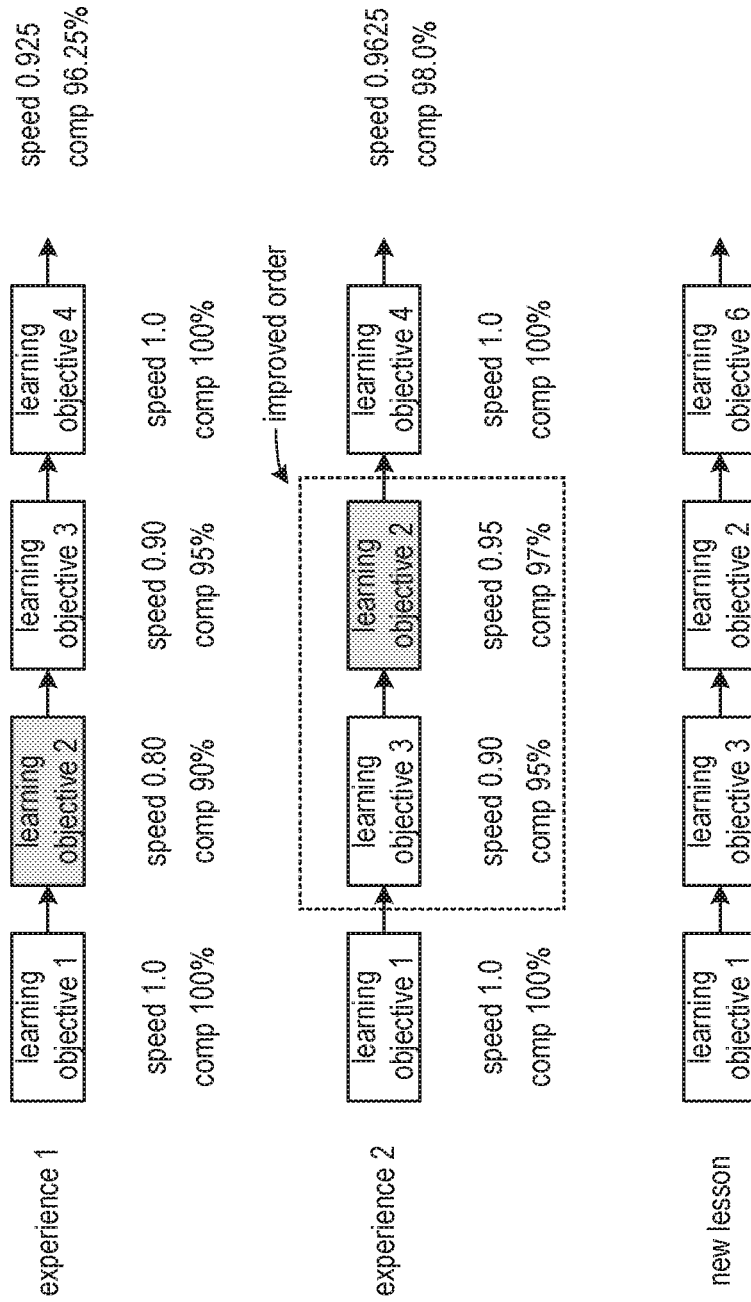 experience 1
learning
objective 1
speed 1.0
comp 100%
learning
objective 2
speed 0.80
comp 90%
learning
objective 3
speed 0.90
comp 95%
learning
objective 4
speed 1.0
comp 100%
speed 0.925
comp 96.25%
experience 2
learning
objective 1
speed 1.0
comp 100%
learning
objective 3
speed 0.90
comp 95%
learning
objective 2
speed 0.95
comp 97%
improved order
learning
objective 4
speed 1.0
comp 100%
speed 0.9625
comp 98.0%
new lesson
learning
objective 1
learning
objective 3
learning
objective 2
learning
objective 6